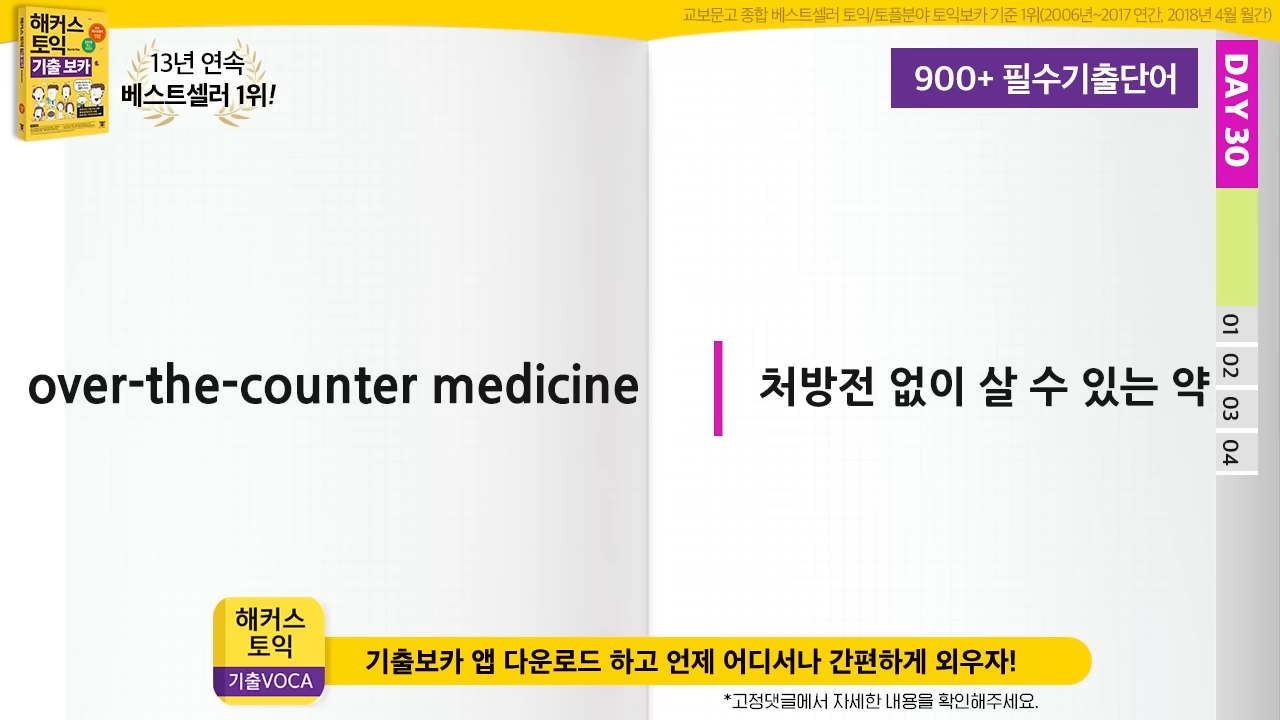 교보문고 종합 베스트셀러 토익/토플분야 토익보카 기준 1위(2006년~2017 연간, 2018년 4월 월간)
해커스
토익
기출 보카
13년 연속
베스트셀러 1위!
900+ 필수기출단어
DAY 30
01
02
03
04
over-the-counter medicine
처방전 없이 살 수 있는 약
해커스
토익
기출VOCA
기출보카 앱 다운로드 하고 언제 어디서나 간편하게 외우자!
*고정댓글에서 자세한 내용을 확인해주세요.